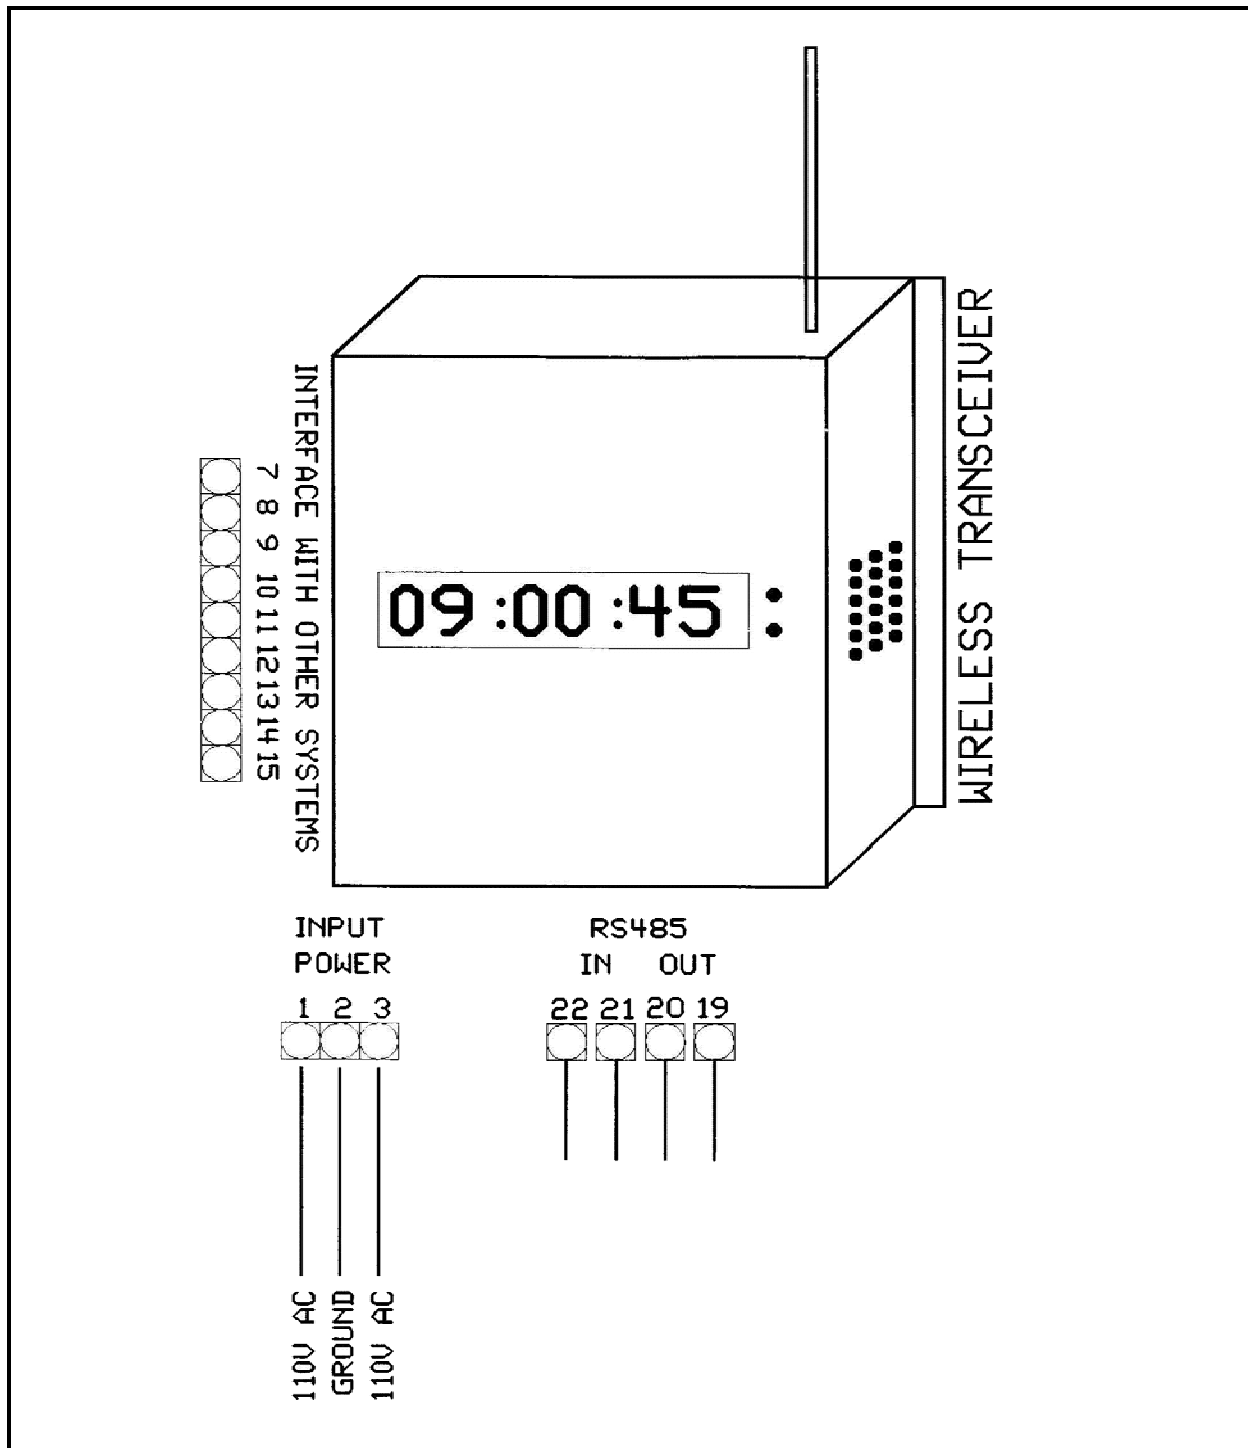 WIRELESS TRANSCEIVER
INTERFACE WITH OTHER SYSTEMS
7 8 9 10 11 12 13 14 15
09:00:45:
INPUT
POWER
1 2 3
110V AC
GROUND
110V AC
RS485
IN OUT
22 21 20 19